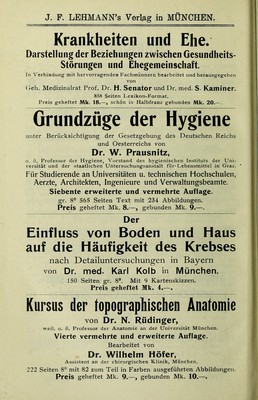 J. F. LEHMANN's Verlag in MÜNCHEN.
Krankheiten und Ehe.
Darstellung der Beziehungen zwischen Gesundheits-
Störungen und Ehegemeinschaft.
In Verbindung mit hervorragenden Fachmännern bearbeitet und herausgegeben
von
Geh. Medizinalrat Prof. Dr. H. Senator und Dr. med. S. Kaminer.
858 Seiten Lexikon-Format.
Preis geheftet Mk. 18.—, schön in Halbfranz gebunden Mk. 20.—.
Grundzüge der Hygiene
unter Berücksichtigung der Gesetzgebung des Deutschen Reichs
und Oesterreichs von
Dr. W. Prausnitz,
o. ö. Professor der Hygiene, Vorstand des hygienischen Instituts der Uni-
versität und der staatlichen Untersuchungsanstalt für Lebensmittel in Graz.
Für Studierende an Universitäten u. technischen Hochschulen,
Aerzte, Architekten, Ingenieure und Verwaltungsbeamte.
Siebente erweiterte und vermehrte Auflage.
gr. 8° 565 Seiten Text mit 234 Abbildungen.
Preis geheftet Mk. 8.—, gebunden Mk. 9.—.
Der
Einfluss von Boden und Haus
auf die Häufigkeit des Krebses
nach Detailuntersuchungen in Bayern
von Dr. med. Karl Kolb in München.
150 Seiten gr. 8°. Mit 9 Kartenskizzen.
Preis geheftet Mk. 4.—.
Kursus der topographischen Anatomie
von Dr. N. Rüdinger,
weil. o. ö. Professor der Anatomie an der Universität München.
Vierte vermehrte und erweiterte Auflage.
Bearbeitet von
Dr. Wilhelm Höfer,
Assistent an der chirurgischen Klinik, München.
222 Seiten 8° mit 82 zum Teil in Farben ausgeführten Abbildungen.
Preis geheftet Mk. 9.—, gebunden Mk. 10.—.